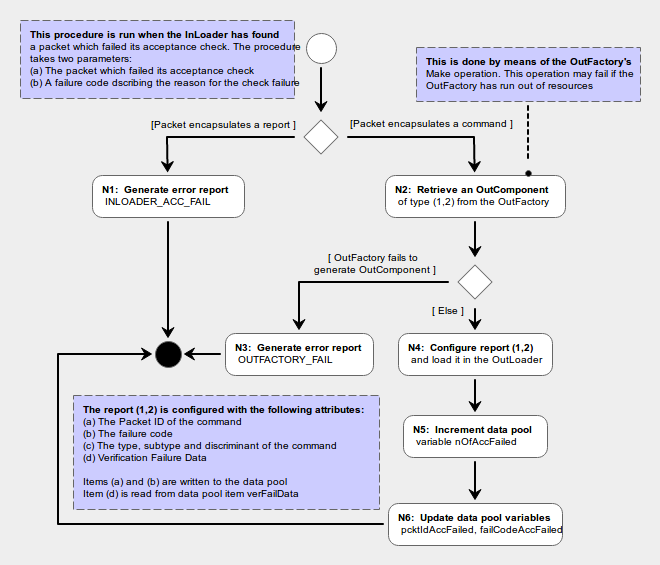 This procedure is run when the InLoader has found
a packet which failed its acceptance check. The procedure
takes two parameters:
(a) The packet which failed its acceptance check
(b) A failure code dscribing the reason for the check failure
This is done by means of the OutFactory's
Make operation. This operation may fail if the
OutFactory has run out of resources
[Packet encapsulates a report ]
[Packet encapsulates a command ]
N1:  Generate error report
INLOADER_ACC_FAIL
N2:  Retrieve an OutComponent
of type (1,2) from the OutFactory
[ OutFactory fails to
generate OutComponent ]
[ Else ]
N3:  Generate error report
OUTFACTORY_FAIL
N4:  Configure report (1,2)
and load it in the OutLoader
The report (1,2) is configured with the following attributes:
(a) The Packet ID of the command
(b) The failure code
(c) The type, subtype and discriminant of the command
(d) Verification Failure Data
Items (a) and (b) are written to the data pool
Item (d) is read from data pool item verFailData
N5:  Increment data pool
variable nOfAccFailed
N6:  Update data pool variables
pcktIdAccFailed, failCodeAccFailed